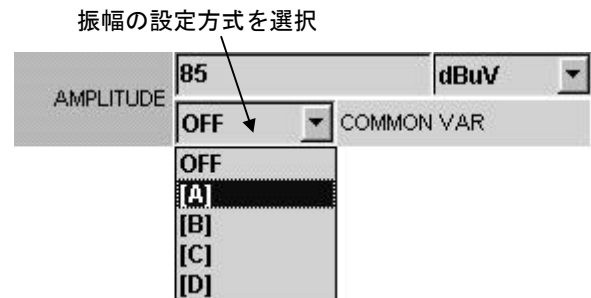 振幅の設定方式を選択
AMPLITUDE
85 dBuV
OFF COMMON VAR
OFF
[A]
[B]
[C]
[D]